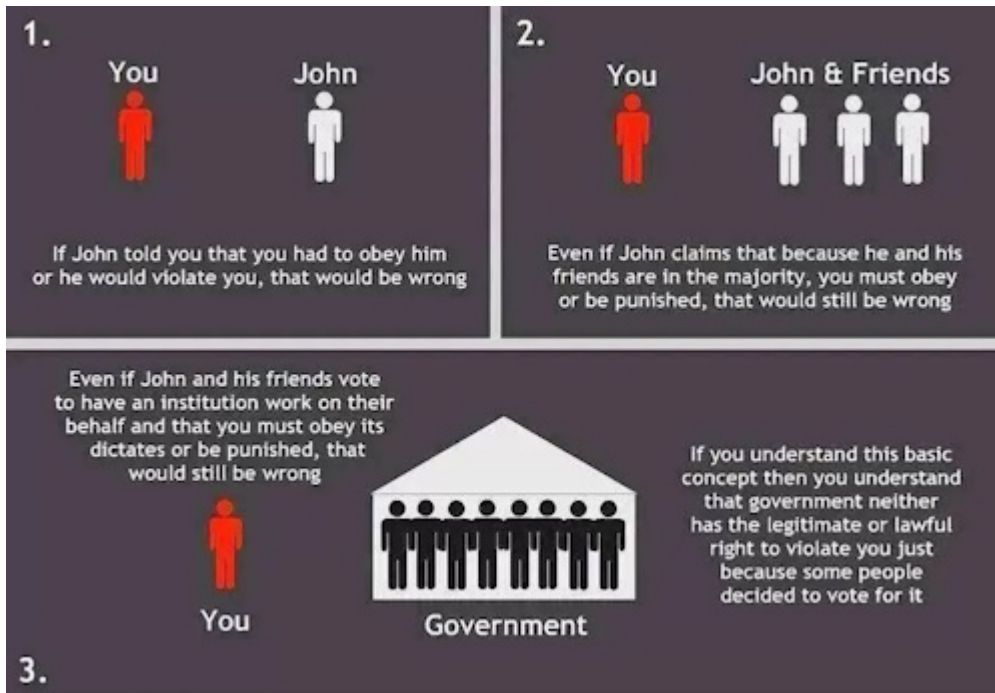 1.
You
John
If John told you that you had to obey him
or he would violate you, that would be wrong
2.
You
John & Friends
Even if John claims that because he and his
friends are in the majority, you must obey
or be punished, that would still be wrong
Even if John and his friends vote
to have an institution work on their
behalf and that you must obey its
dictates or be punished, that
would still be wrong
You
Government
If you understand this basic
concept then you understand
that government neither
has the legitimate or lawful
right to violate you just
because some people
decided to vote for it
3.